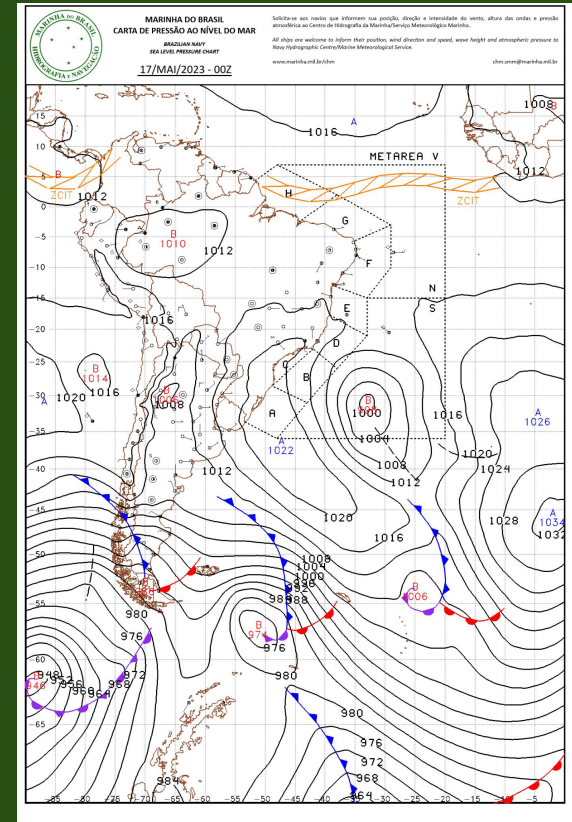 MARINHA DO BRASIL
HIDROGRAFIA e NAVEGAÇÃO
MARINHA DO BRASIL
CARTA DE PRESSÃO AO NÍVEL DO MAR
BRAZILIAN NAVY
SEA LEVEL PRESSURE CHART
17/MAI/2023 - 00Z
Solicita-se aos navios que informem sua posição, direção e intensidade do vento, altura das ondas e pressão
atmosférica ao Centro de Hidrografia da Marinha/Serviço Meteorológico Marinho.
All ships are welcome to inform their position, wind direction and speed, wave height and atmospheric pressure to
Navy Hydrographic Centre/Marine Meteorological Service.
www.marinha.mil.br/chm
chm.smm@marinha.mil.br
1008 B
15
A
1016
METAREA V
10
1012
B
5
H
ZCIT 1012
ZCIT
0
G
B
1010
1012
-5
F
-10
N
-15
E
S
1016
-20
D
-25
C
B
1014
B
1016
B
1008
B
1020
A
-30
1000
1016
A
1026
A
-35
1004
A
1022
1020
-40
1012
1008
1024
1012
1020
1028
A
1034
1032
-45
1016
-50
1008
1004
1000
992
988
B
B
1006
-55
980
976
B
976
-60
980
B
946
948
952
956
960
964
968
972
-65
980
976
972
968
984
964
-85 -80 -75 -70 -65 -60 -55 -50 -45 -40 -35 -30 -25 -20 -15 -10 -5